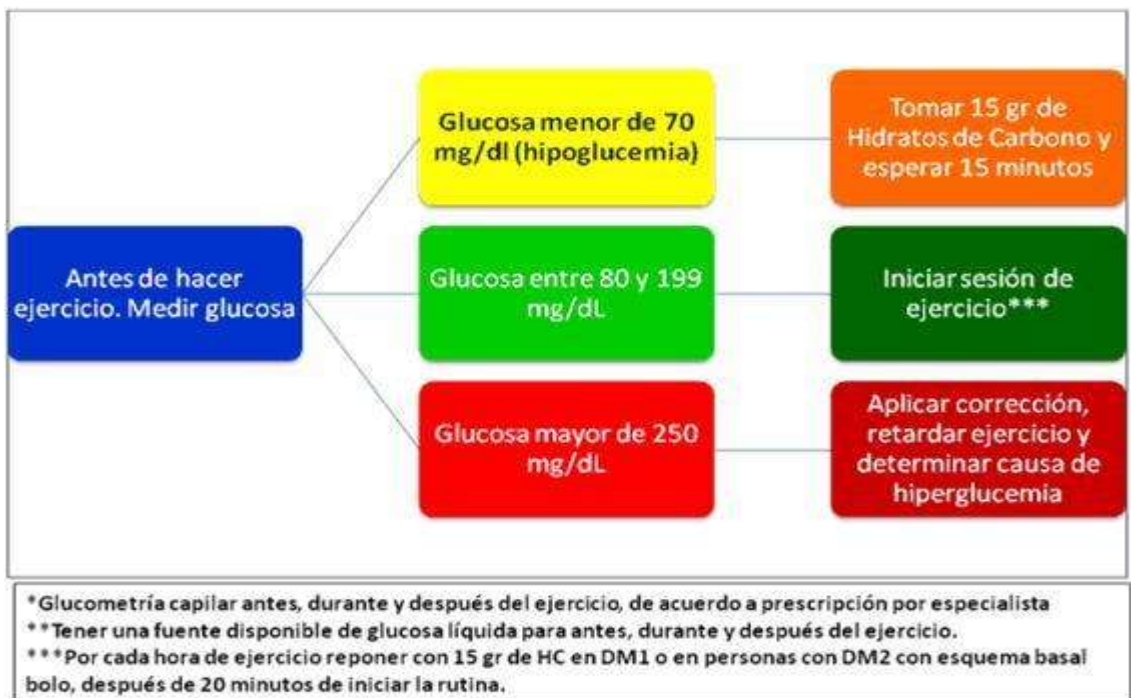 Glucosa menor de 70
mg/dl (hipoglucemia)
Tomar 15 gr de
Hidratos de Carbono y
esperar 15 minutos
Antes de hacer
ejercicio. Medir glucosa
Glucosa entre 80 y 199
mg/dL
Iniciar sesión de
ejercicio***
Glucosa mayor de 250
mg/dL
Aplicar corrección,
retardar ejercicio y
determinar causa de
hiperglucemia
*Glucometría capilar antes, durante y después del ejercicio, de acuerdo a prescripción por especialista
**Tener una fuente disponible de glucosa líquida para antes, durante y después del ejercicio.
***Por cada hora de ejercicio reponer con 15 gr de HC en DM1 o en personas con DM2 con esquema basal
bolo, después de 20 minutos de iniciar la rutina.